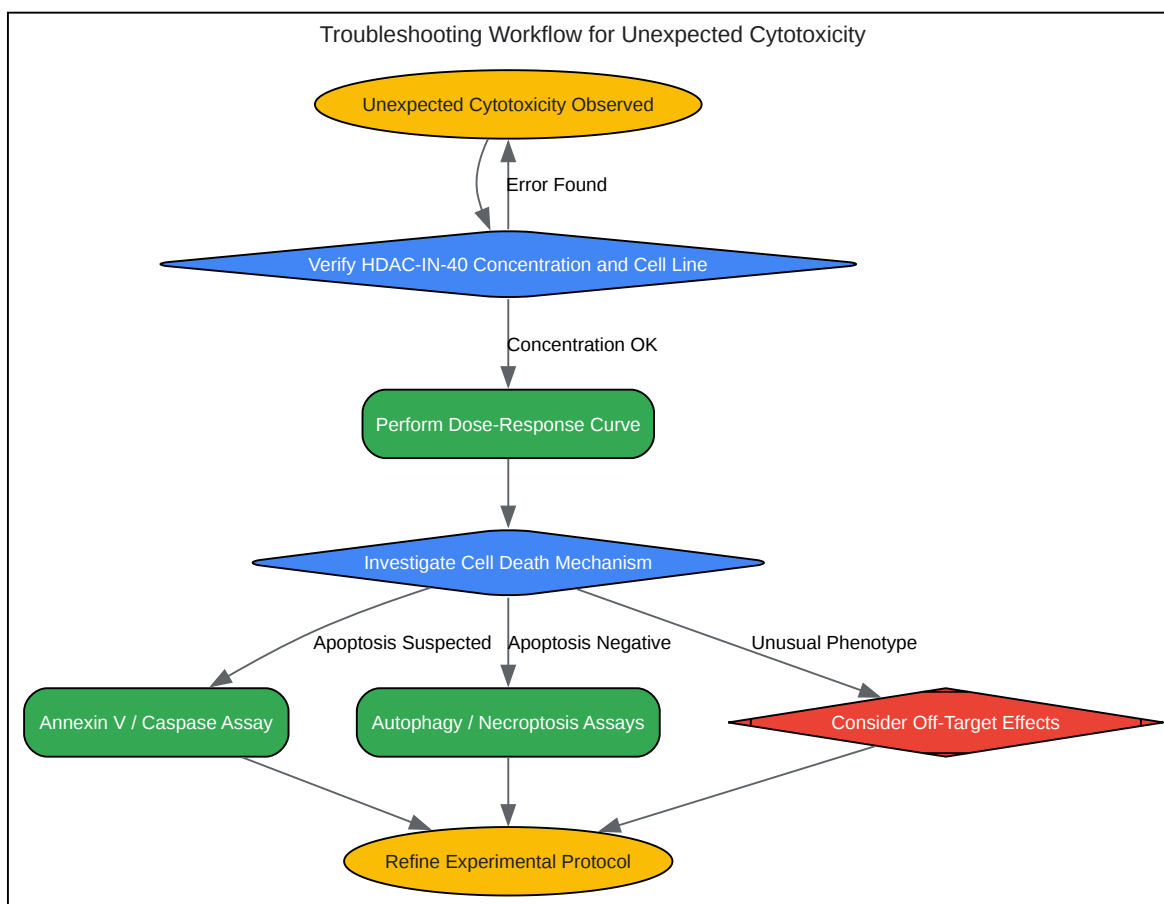 Troubleshooting Workflow for Unexpected Cytotoxicity
Unexpected Cytotoxicity Observed
Error Found
Verify HDAC-IN-40 Concentration and Cell Line
Concentration OK
Perform Dose-Response Curve
Investigate Cell Death Mechanism
Apoptosis Suspected
Apoptosis Negative
Unusual Phenotype
Annexin V / Caspase Assay
Autophagy / Necroptosis Assays
Consider Off-Target Effects
Refine Experimental Protocol